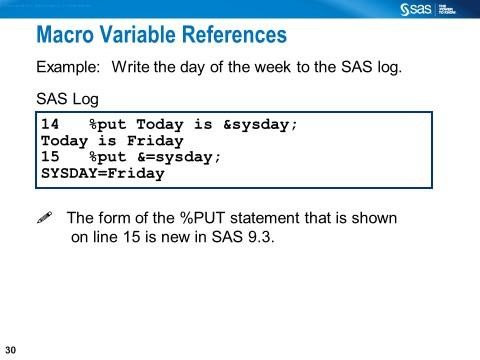 sas THE POWER TO KNOW
Macro Variable References
Example: Write the day of the week to the SAS log.
SAS Log
14 %put Today is &sysday;
Today is Friday
15 %put &=sysday;
SYSDAY=Friday
The form of the %PUT statement that is shown
on line 15 is new in SAS 9.3.
30